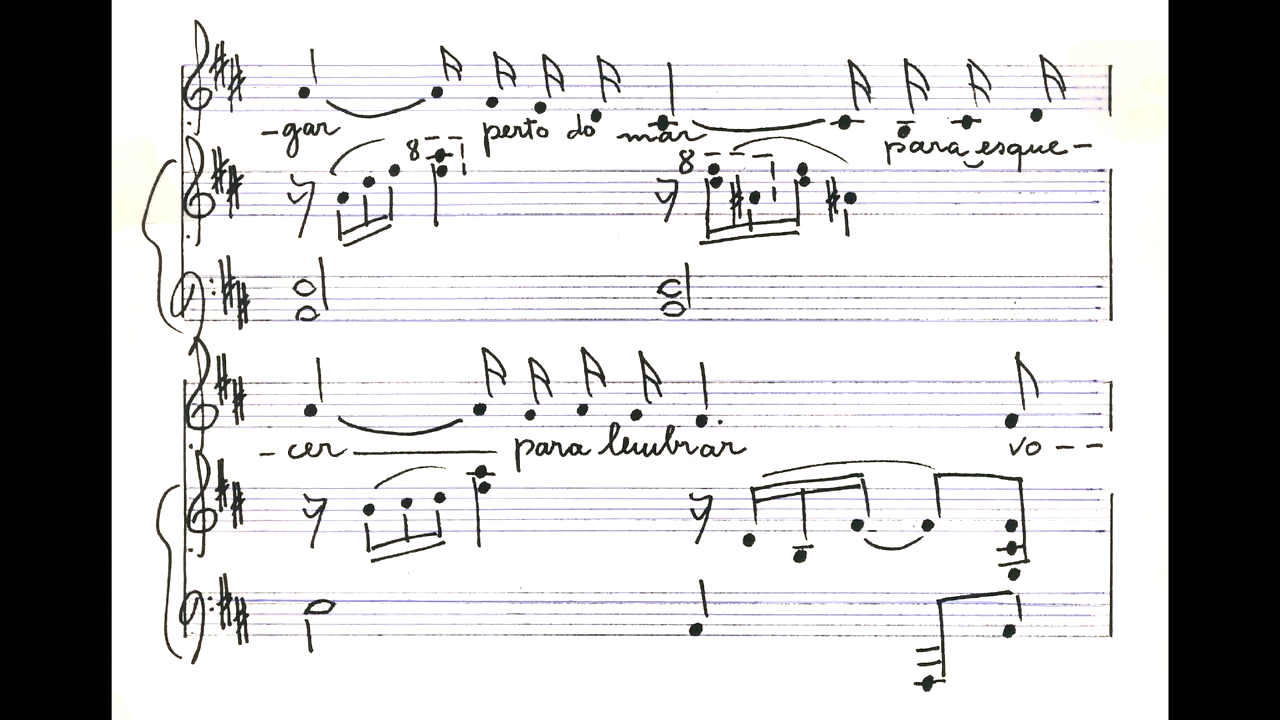 -gar perto do mar para esque-
8
8
-cer para lembrar vo--